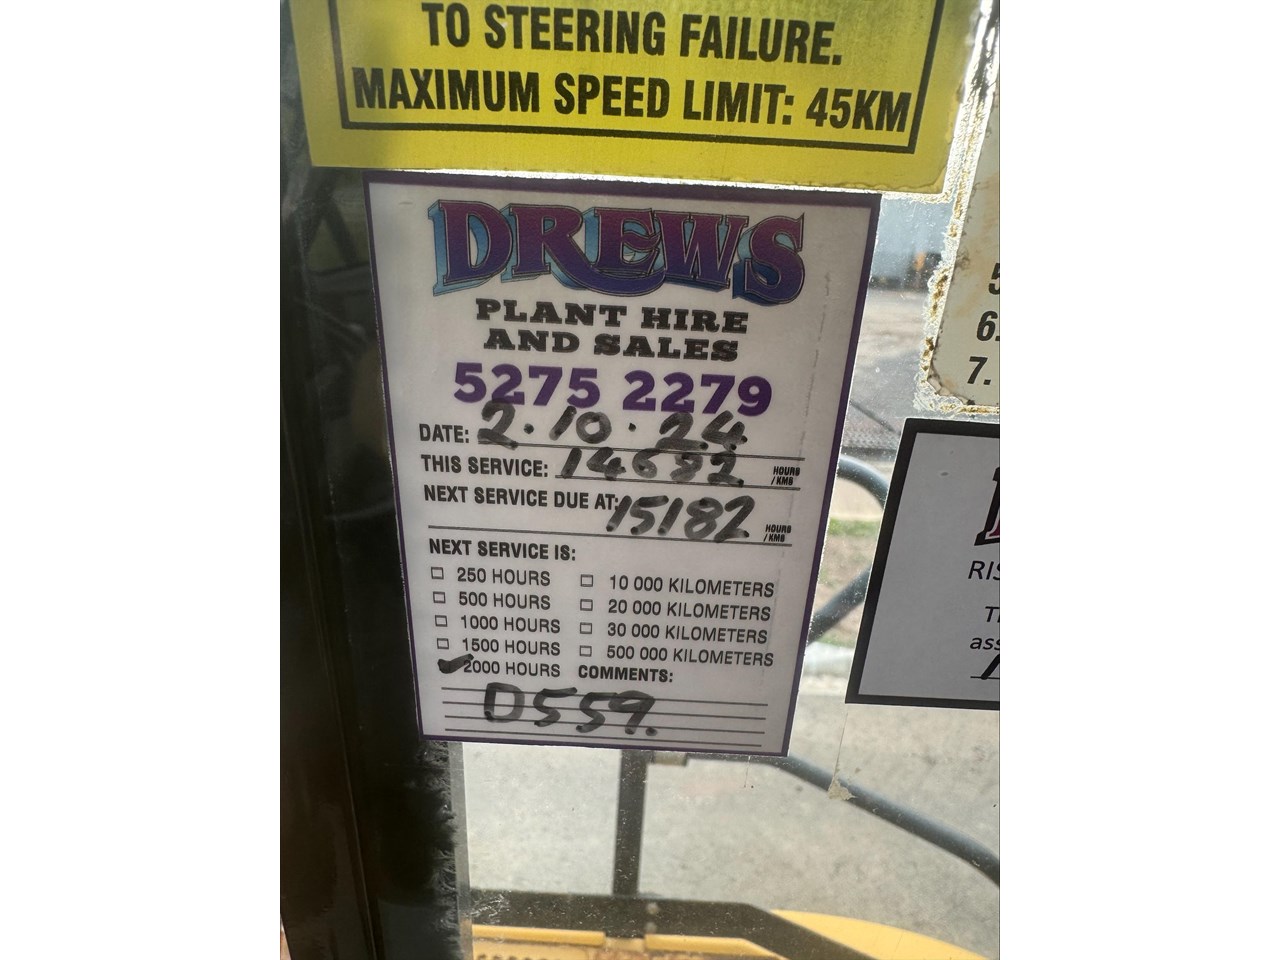 TO STEERING FAILURE.
MAXIMUM SPEED LIMIT: 45KM
DREWS
PLANT HIRE
AND SALES
5275 2279
DATE: 2.10.24
THIS SERVICE: 14682 HOURS /KMS
NEXT SERVICE DUE AT: 15182 HOURS /KMS
NEXT SERVICE IS:
250 HOURS 10 000 KILOMETERS
500 HOURS 20 000 KILOMETERS
1000 HOURS 30 000 KILOMETERS
1500 HOURS 500 000 KILOMETERS
✓ 2000 HOURS COMMENTS:
D559.
6.
7.
RIS
ass